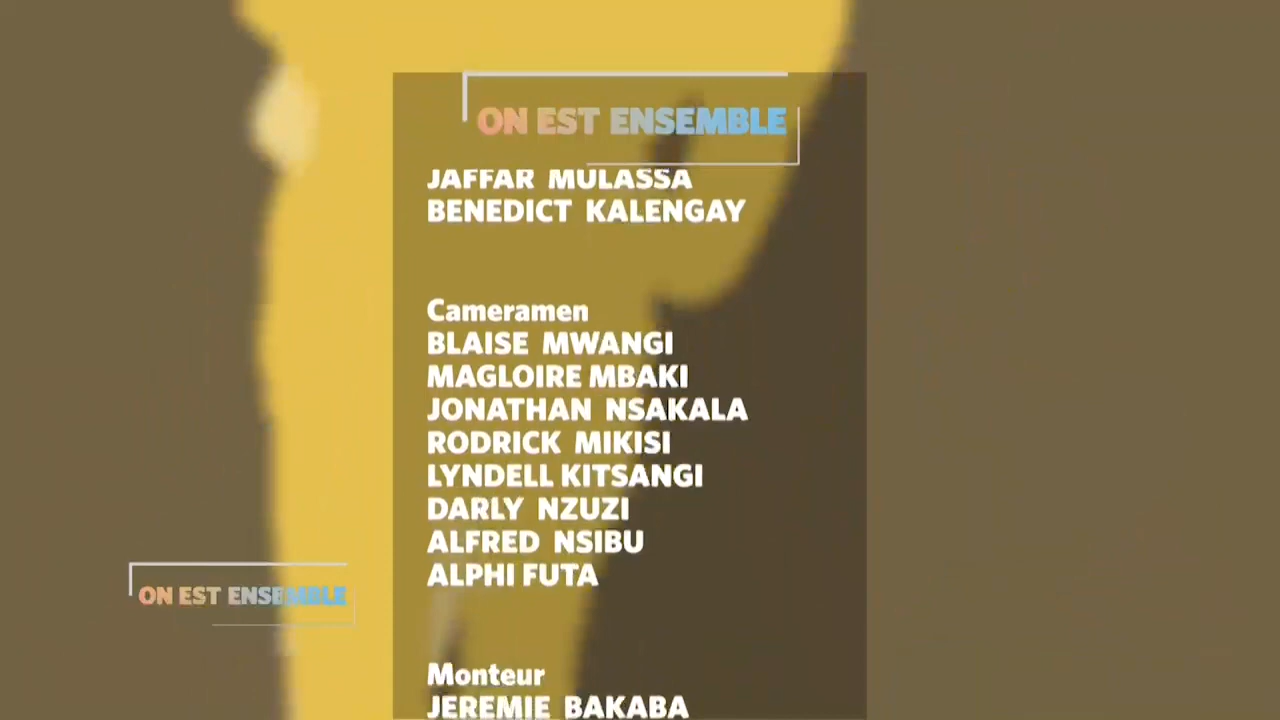 ON EST ENSEMBLE
JAFFAR MULASSA
BENEDICT KALENGAY
Cameramen
BLAISE MWANGI
MAGLOIRE MBAKI
JONATHAN NSAKALA
RODRICK MIKISI
LYNDELL KITSANGI
DARLY NZUZI
ALFRED NSIBU
ALPHI FUTA
ON EST ENSEMBLE
Monteur
JEREMIE BAKABA